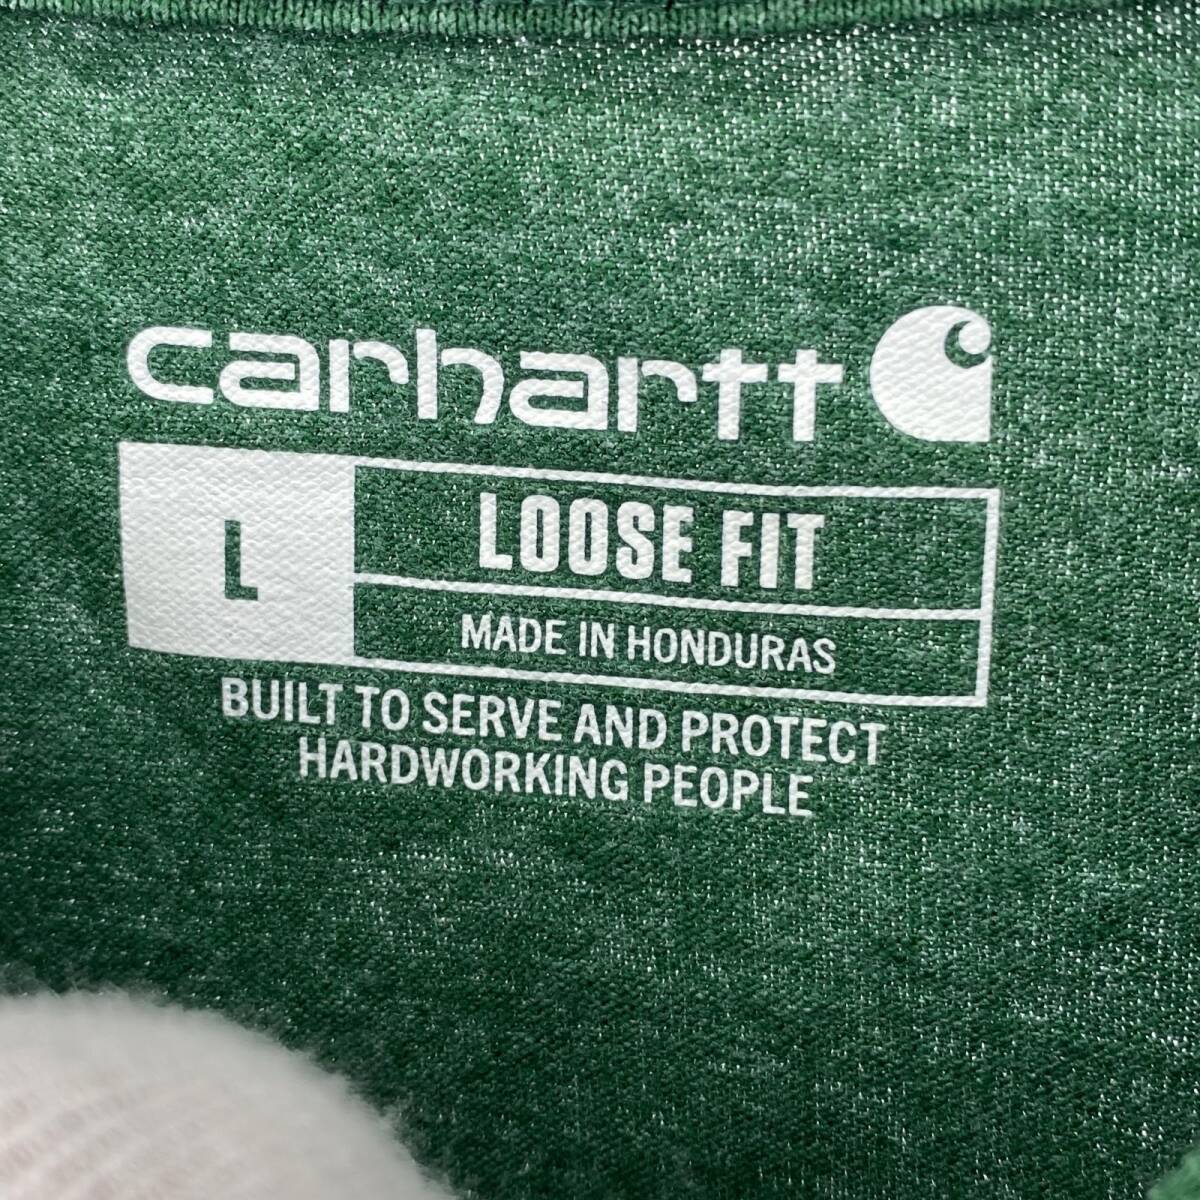 carhartt
L
LOOSE FIT
MADE IN HONDURAS
BUILT TO SERVE AND PROTECT
HARDWORKING PEOPLE